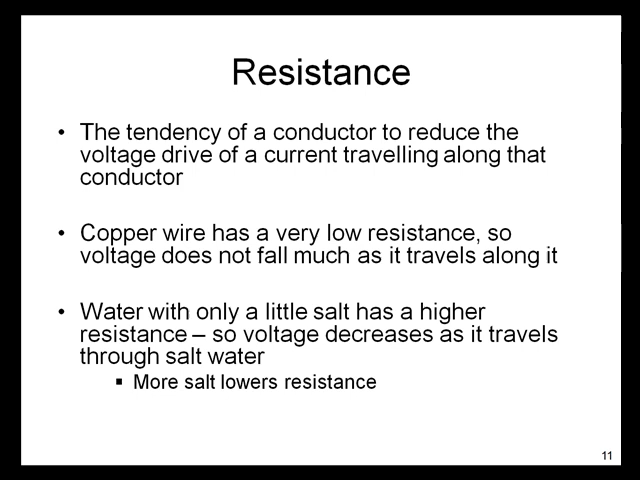 Resistance
• The tendency of a conductor to reduce the
voltage drive of a current travelling along that
conductor
• Copper wire has a very low resistance, so
voltage does not fall much as it travels along it
• Water with only a little salt has a higher
resistance – so voltage decreases as it travels
through salt water
▪ More salt lowers resistance
11